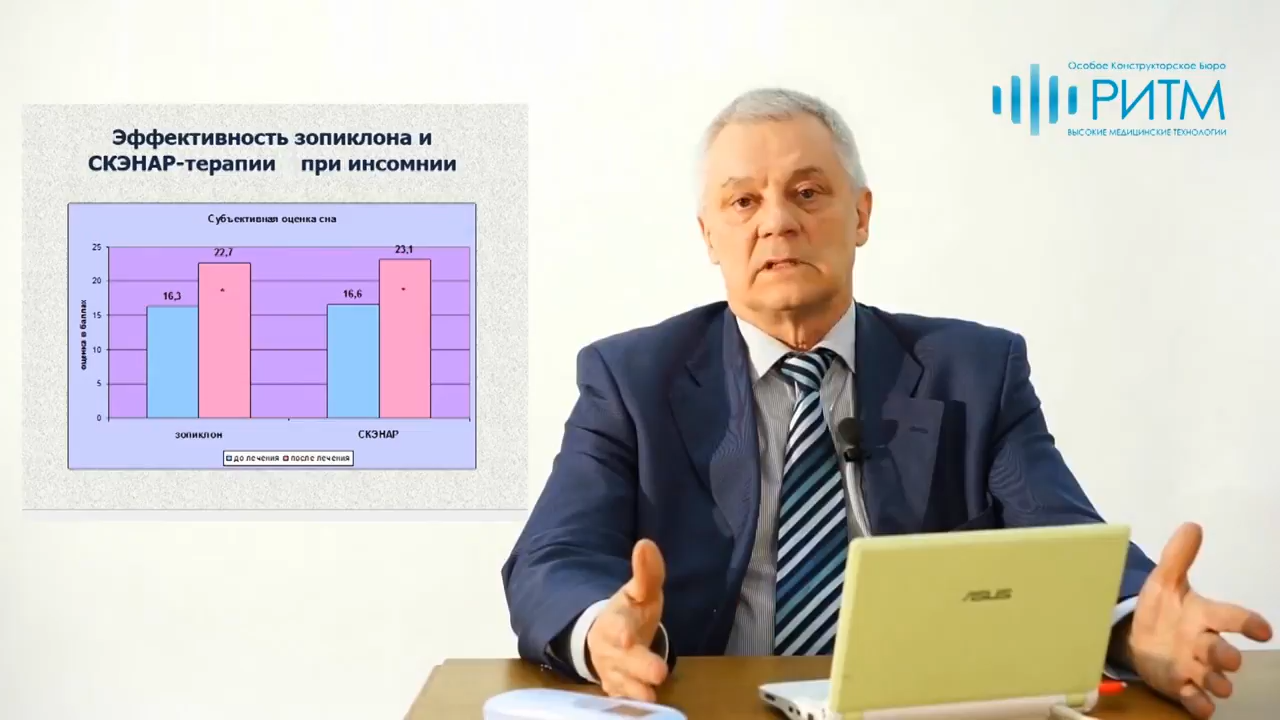 Особое Конструкторское Бюро
РИТМ
ВЫСОКИЕ МЕДИЦИНСКИЕ ТЕХНОЛОГИИ
Эффективность зопиклона и
СКЭНАР-терапии при инсомнии
Субъективная оценка сна
оценка в баллах
25
20
15
10
5
0
16,3
22,7
*
16,6
23,1
*
зопиклон
СКЭНАР
до лечения
после лечения
ASUS